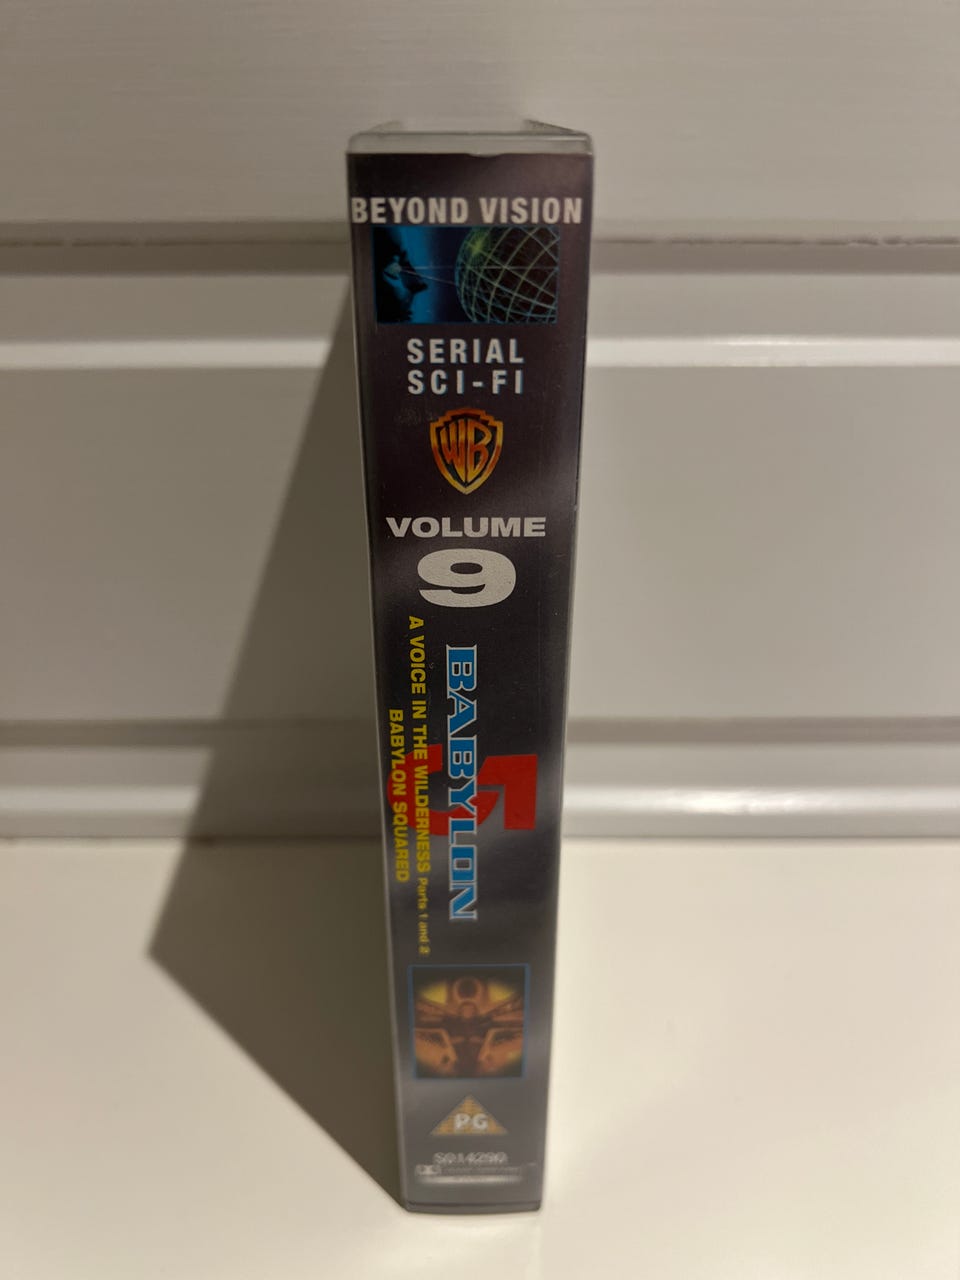 BEYOND VISION
SERIAL
SCI-FI
WB
VOLUME
9
BABYLON
5
A VOICE IN THE WILDERNESS Parts 1 and 2
BABYLON SQUARED
PG
S014290